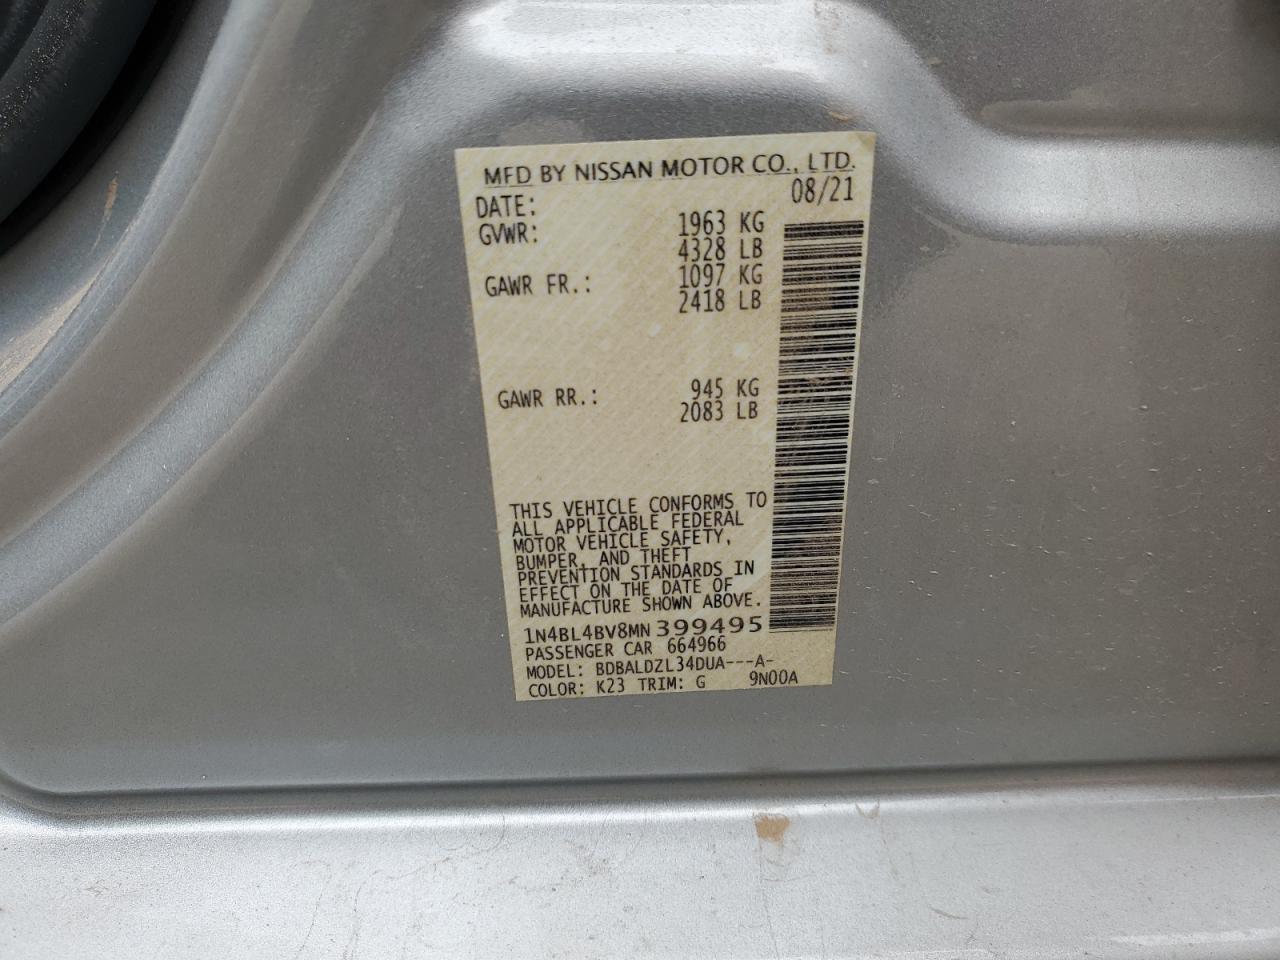 MFD BY NISSAN MOTOR CO., LTD.
DATE: 08/21
GVWR: 1963 KG
4328 LB
GAWR FR.: 1097 KG
2418 LB
GAWR RR.: 945 KG
2083 LB
THIS VEHICLE CONFORMS TO
ALL APPLICABLE FEDERAL
MOTOR VEHICLE SAFETY,
BUMPER, AND THEFT
PREVENTION STANDARDS IN
EFFECT ON THE DATE OF
MANUFACTURE SHOWN ABOVE.
1N4BL4BV8MN399495
PASSENGER CAR 664966
MODEL: BDBALDZL34DUA---A-
COLOR: K23 TRIM: G 9N00A